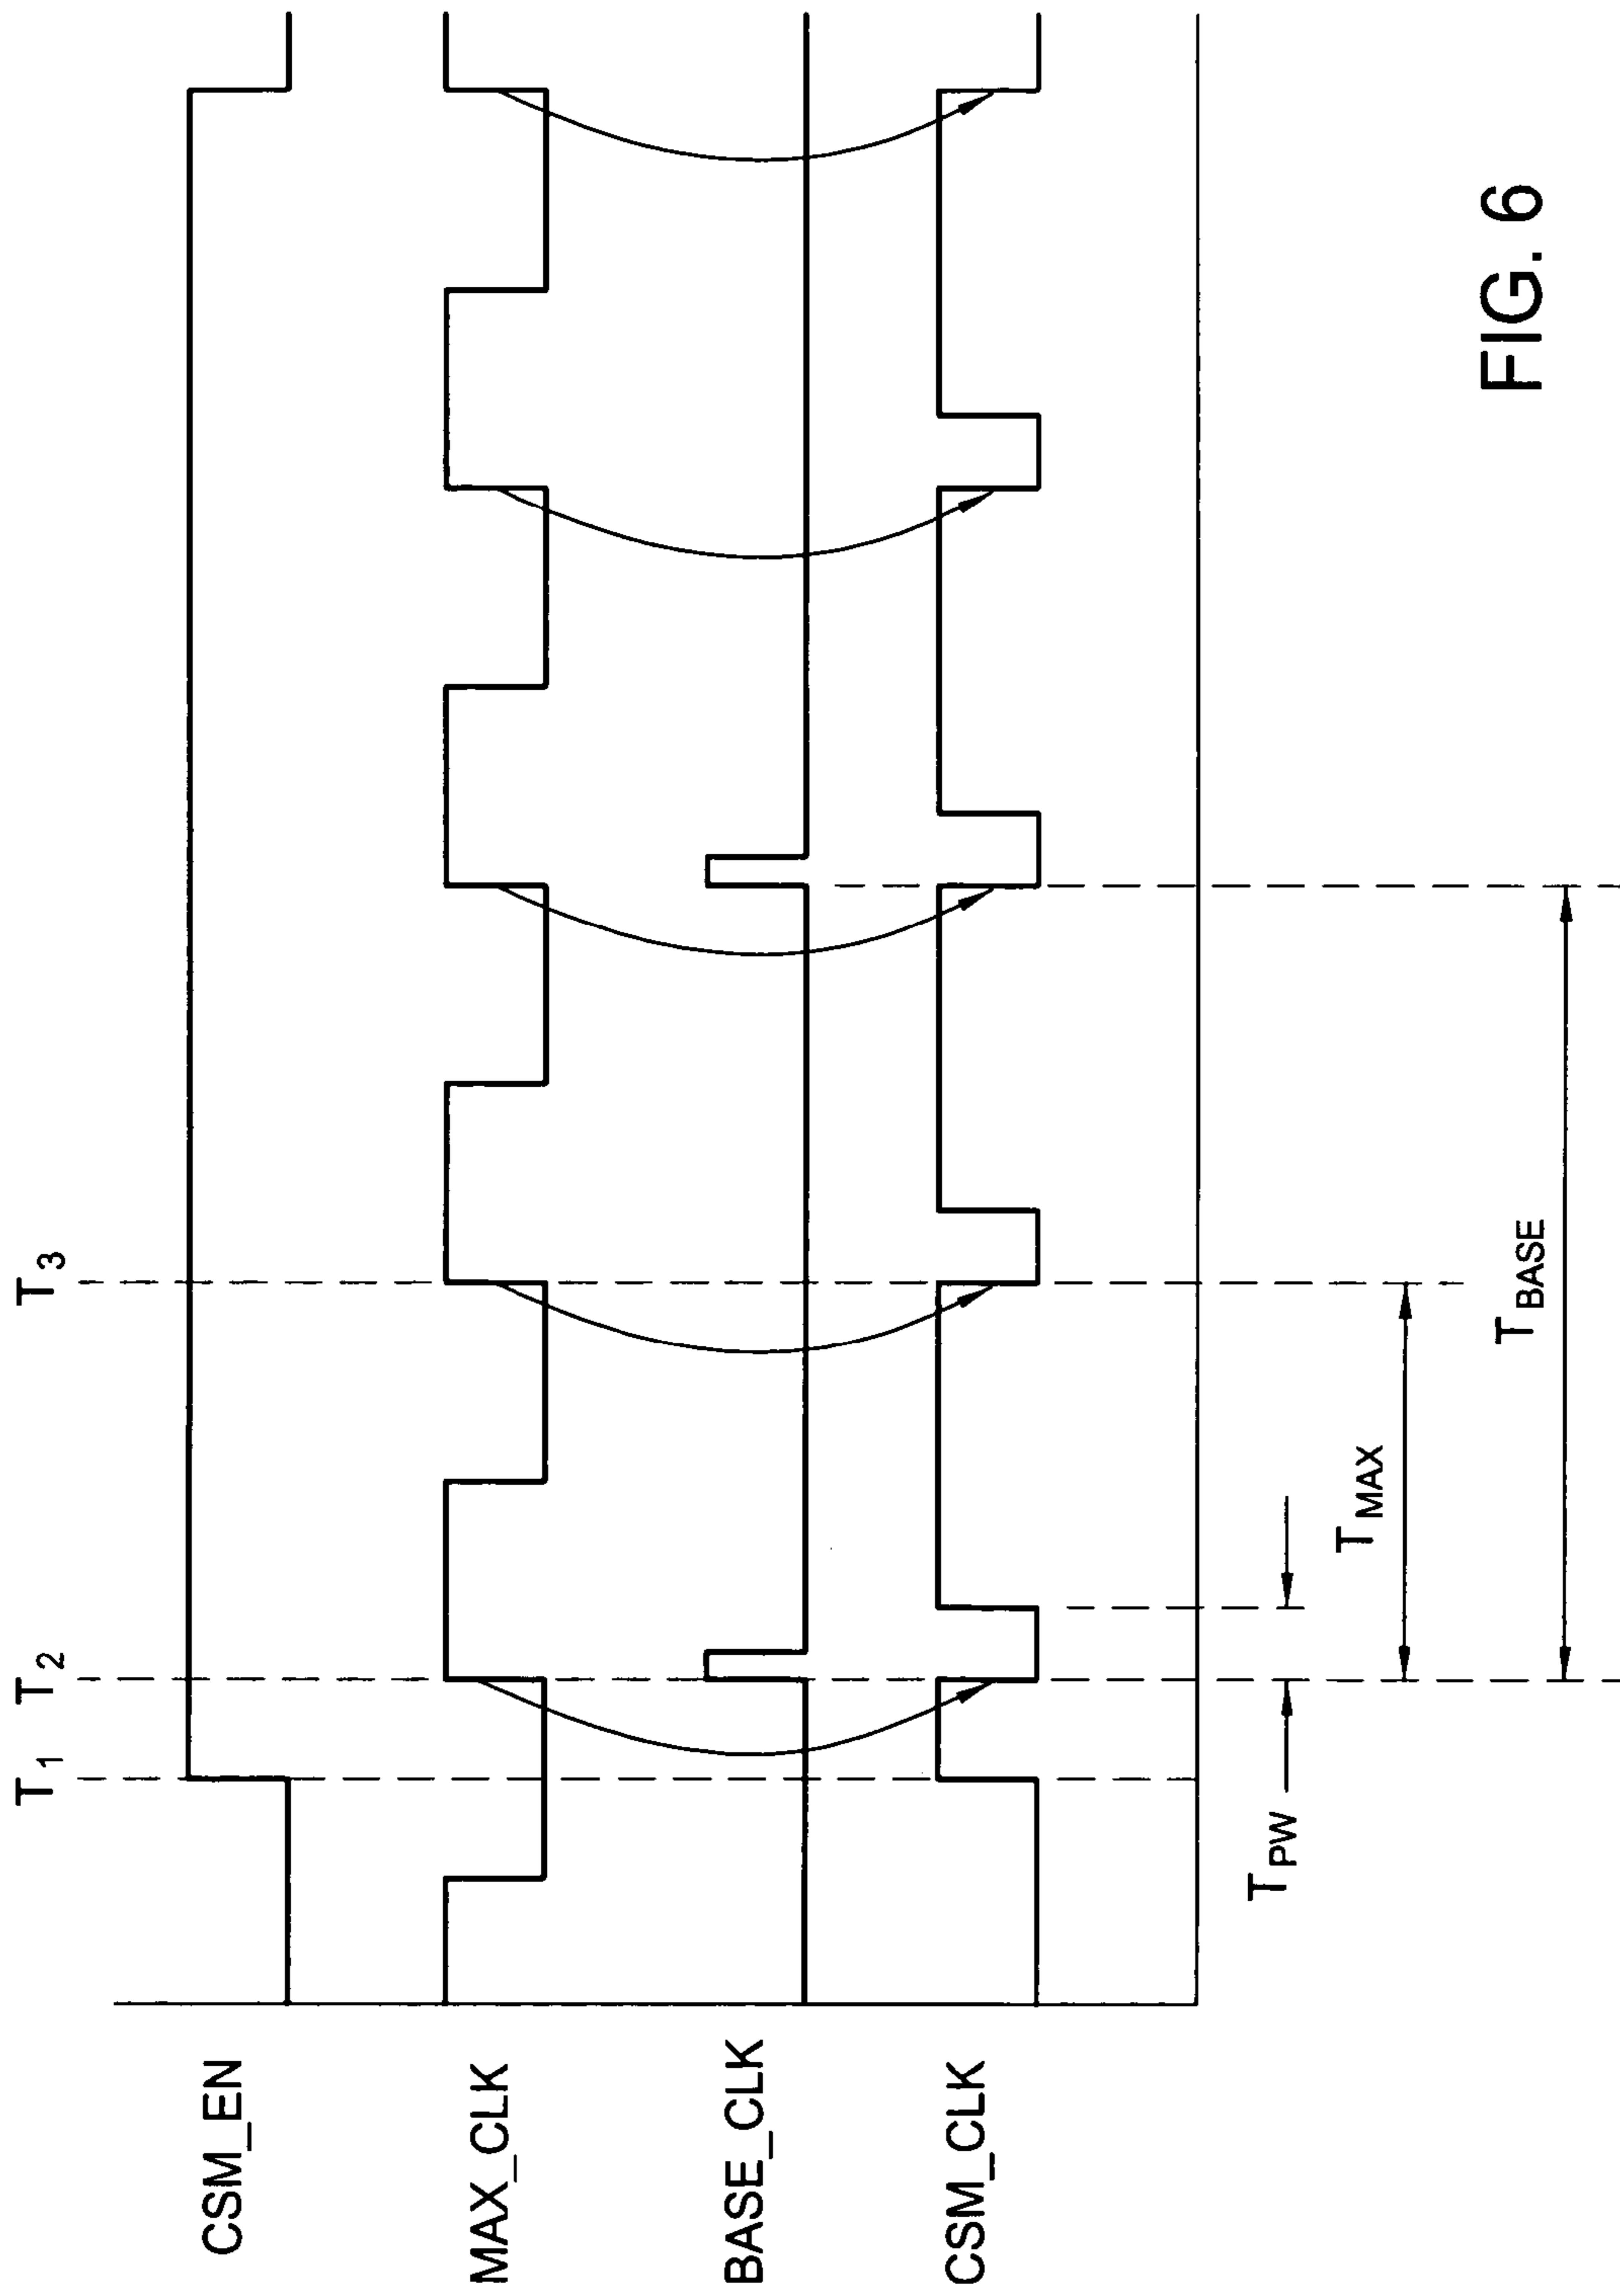 T1 T2 T3
CSM_EN
MAX_CLK
BASE_CLK
CSM_CLK
TPW
TMAX
TBASE
FIG. 6